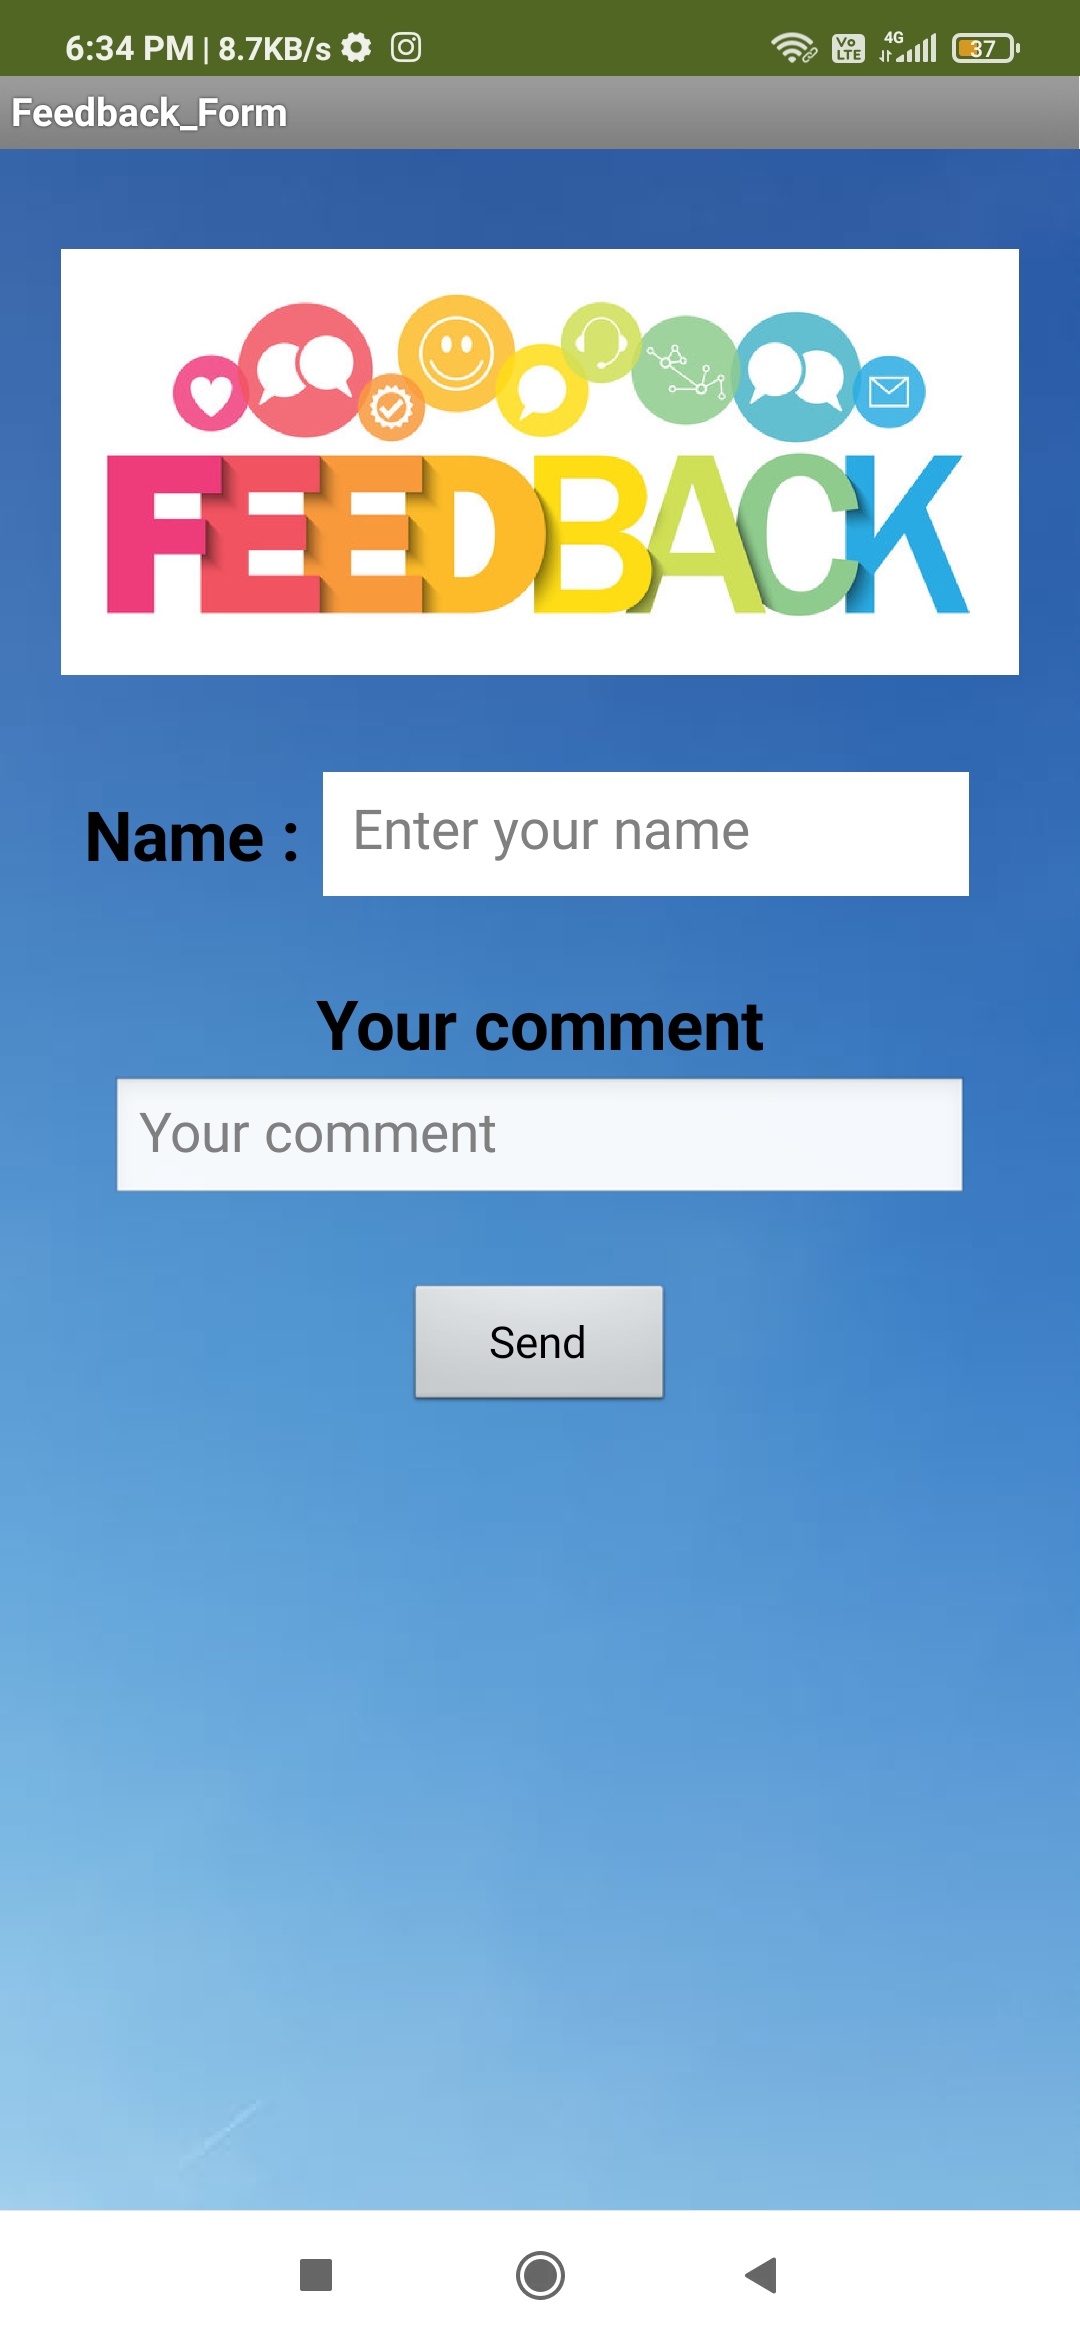 6:34 PM | 8.7KB/s
Vo LTE 4G 37
Feedback_Form
FEEDBACK
Name : Enter your name
Your comment
Your comment
Send